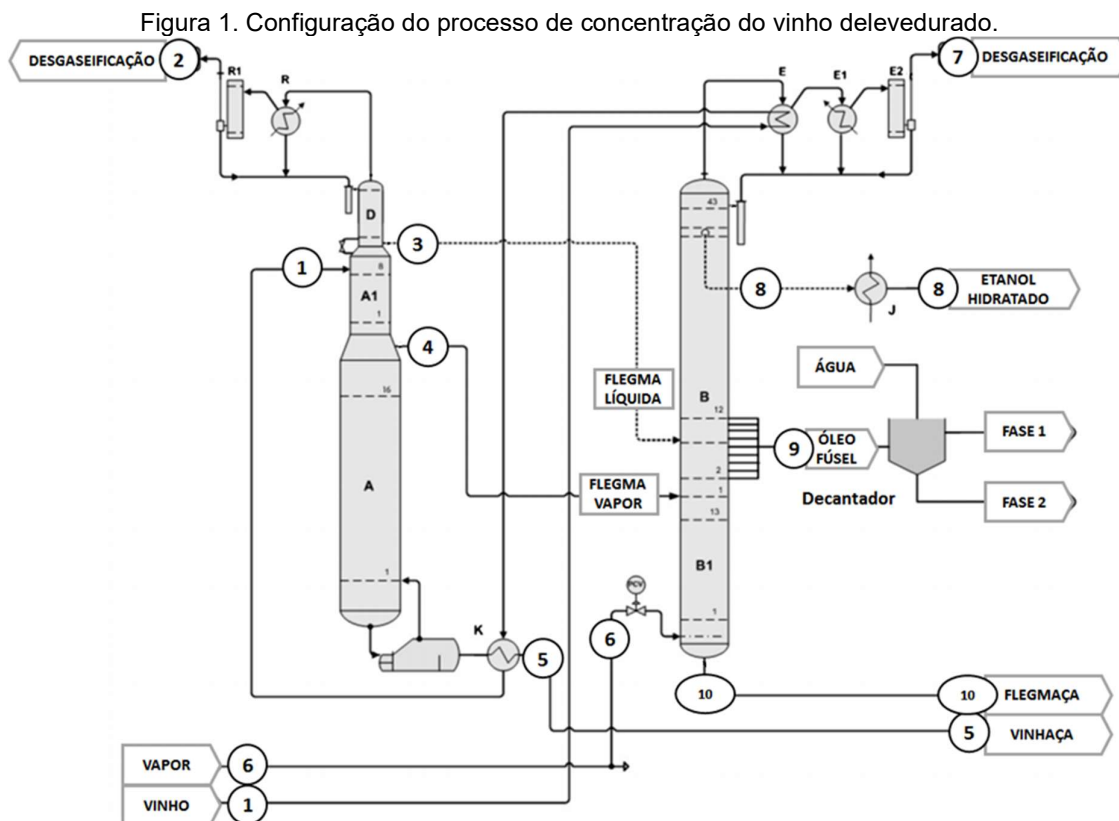 Figura 1. Configuração do processo de concentração do vinho delevedurado.
DESGASEIFICAÇÃO
2
R1
R
E
E1
E2
7
DESGASEIFICAÇÃO
D
3
1
8
A1
1
4
16
A
1
K
5
43
8
J
8
ETANOL
HIDRATADO
FLEGMA
LÍQUIDA
B
12
ÁGUA
9
ÓLEO
FÚSEL
FASE 1
2
FLEGMA
VAPOR
1
13
Decantador
FASE 2
B1
PCV
1
6
10
10
FLEGMAÇA
5
VINHAÇA
VAPOR
6
VINHO
1